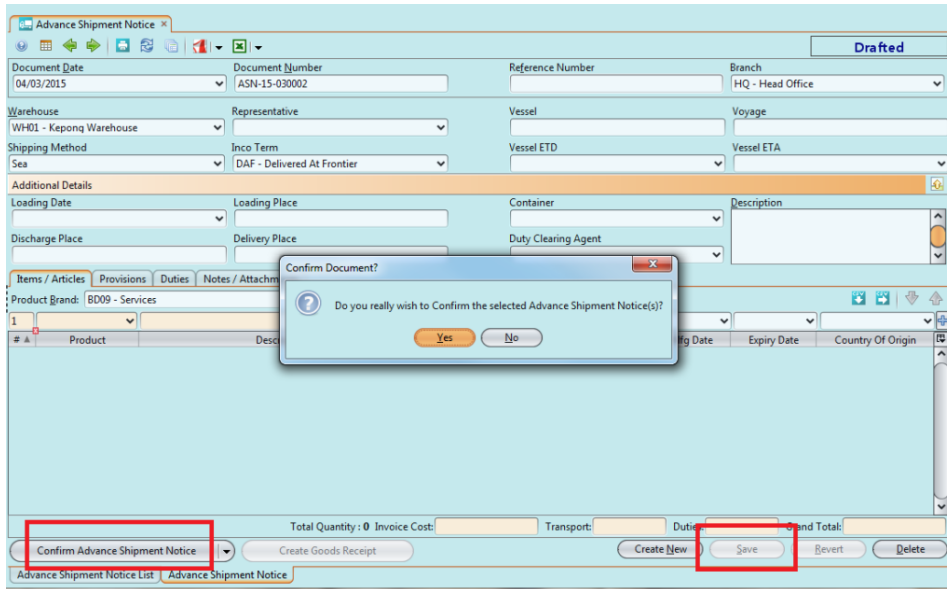 Advance Shipment Notice
Drafted
Document Date
Document Number
Reference Number
Branch
04/03/2015
ASN-15-030002
HQ - Head Office
Warehouse
Representative
Vessel
Voyage
WH01 - Kepong Warehouse
Shipping Method
Inco Term
Vessel ETD
Vessel ETA
Sea
DAF - Delivered At Frontier
Additional Details
Loading Date
Loading Place
Container
Description
Discharge Place
Delivery Place
Duty Clearing Agent
Confirm Document?
Do you really wish to Confirm the selected Advance Shipment Notice(s)?
Yes
No
Items / Articles
Provisions
Duties
Notes / Attachm
Product Brand: BD09 - Services
1
#
Product
Descr
fg Date
Expiry Date
Country Of Origin
Total Quantity : 0
Invoice Cost:
Transport:
Duties:
Grand Total:
Confirm Advance Shipment Notice
Create Goods Receipt
Create New
Save
Revert
Delete
Advance Shipment Notice List
Advance Shipment Notice